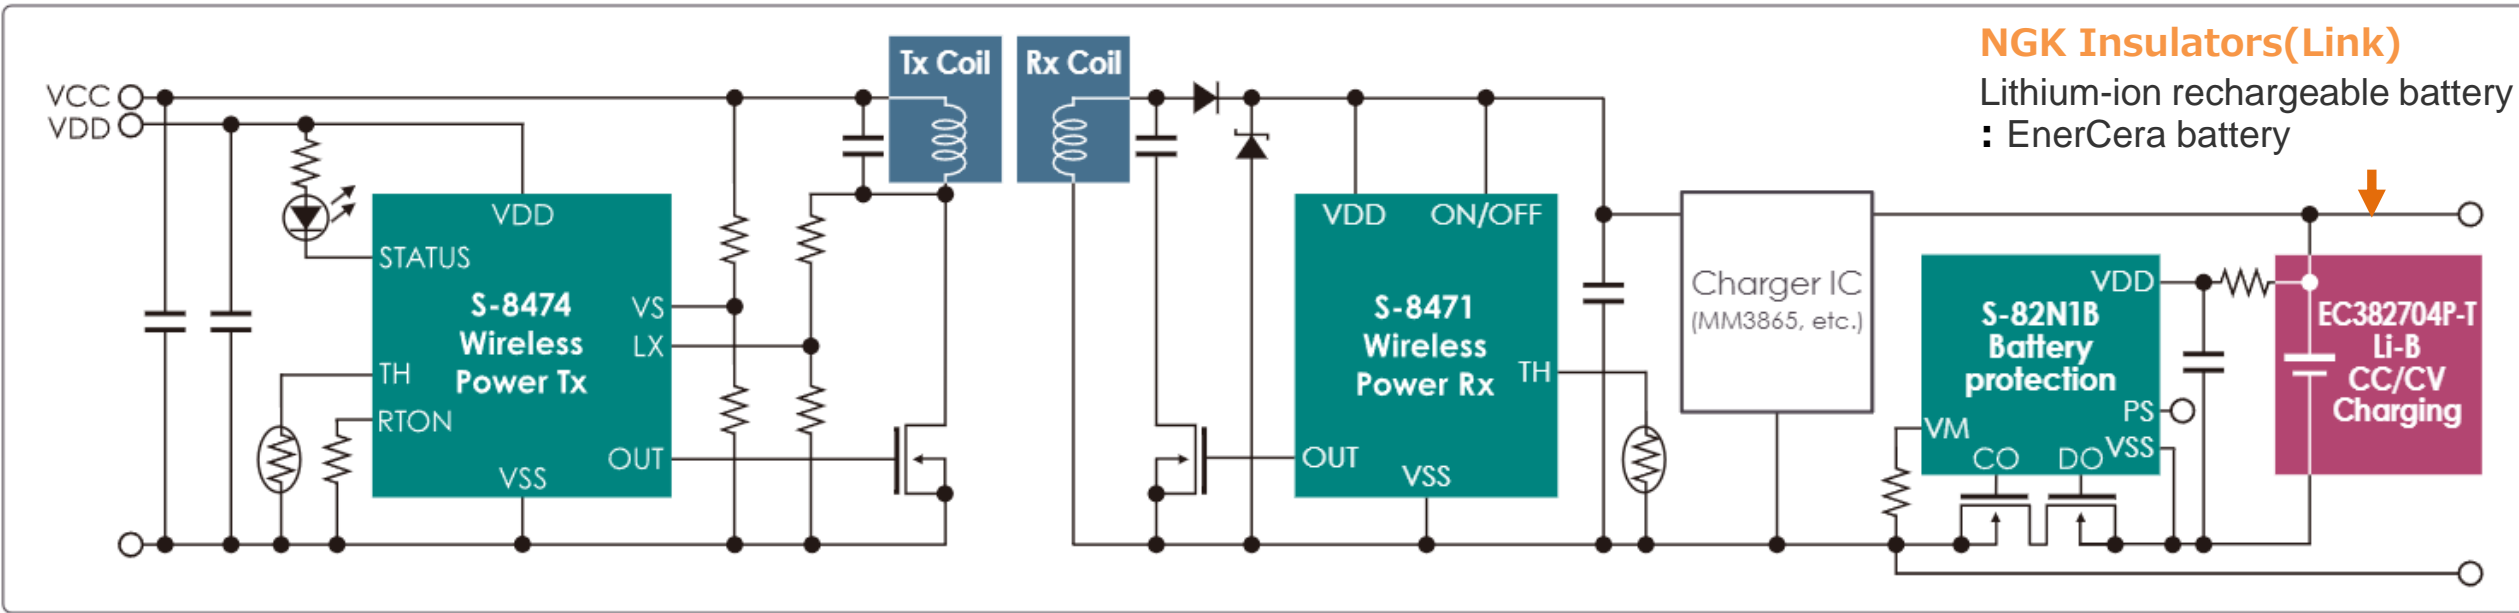 NGK Insulators(Link)
Lithium-ion rechargeable battery
: EnerCera battery
VCC
VDD
Tx Coil
Rx Coil
VDD
STATUS
S-8474
Wireless
Power Tx
VS
LX
TH
RTON
OUT
VSS
VDD
ON/OFF
S-8471
Wireless
Power Rx
TH
OUT
VSS
Charger IC
(MM3865, etc.)
VDD
S-82N1B
Battery
protection
PS
VM
VSS
CO
DO
EC382704P-T
Li-B
CC/CV
Charging